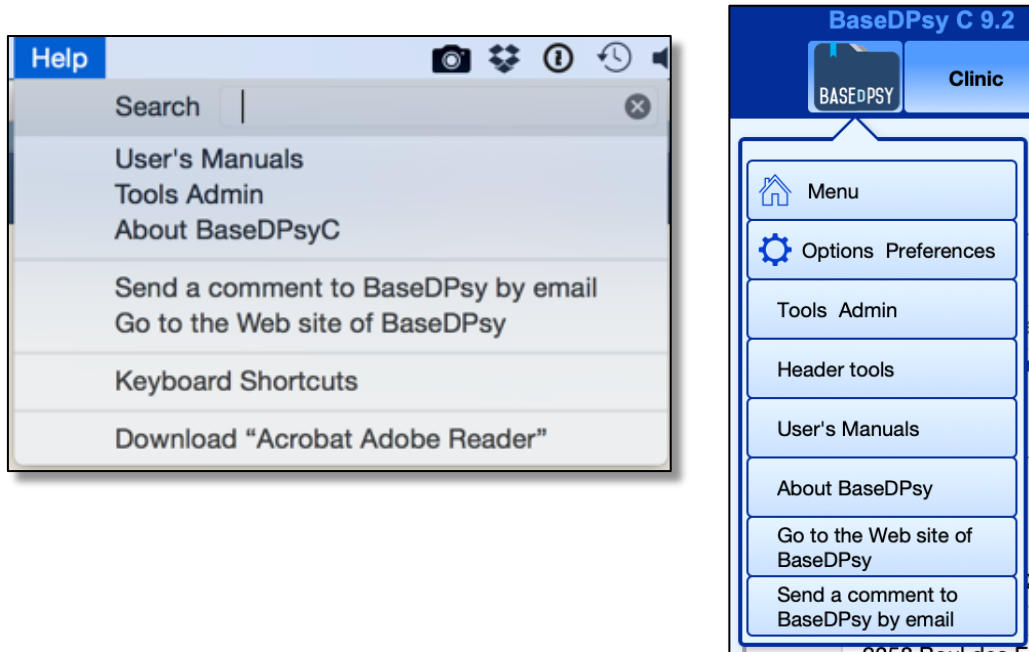 Help
Search
User's Manuals
Tools Admin
About BaseDPsyC
Send a comment to BaseDPsy by email
Go to the Web site of BaseDPsy
Keyboard Shortcuts
Download “Acrobat Adobe Reader”
BaseDPsy C 9.2
BASEDPSY
Clinic
Menu
Options Preferences
Tools Admin
Header tools
User's Manuals
About BaseDPsy
Go to the Web site of
BaseDPsy
Send a comment to
BaseDPsy by email